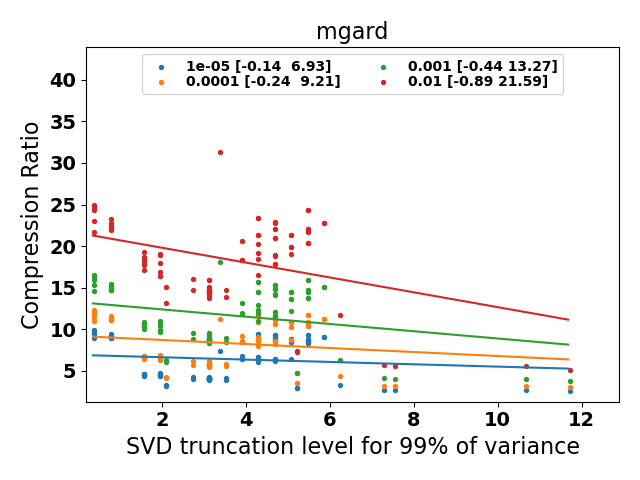 mgard
1e-05 [-0.14  6.93]
0.0001 [-0.24  9.21]
0.001 [-0.44 13.27]
0.01 [-0.89 21.59]
Compression Ratio
40
35
30
25
20
15
10
5
2 4 6 8 10 12
SVD truncation level for 99% of variance